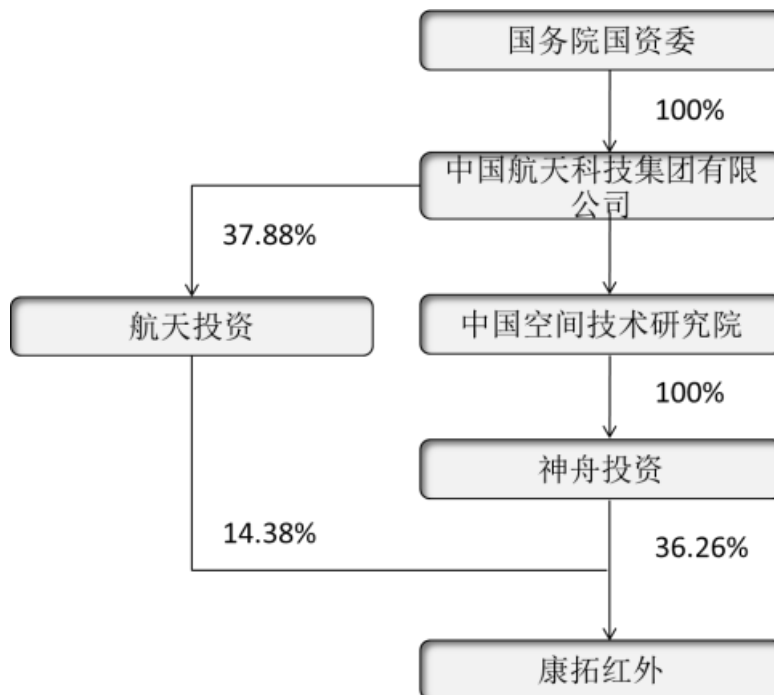 国务院国资委
100%
中国航天科技集团有限
公司
37.88%
航天投资
中国空间技术研究院
100%
神舟投资
14.38%
36.26%
康拓红外